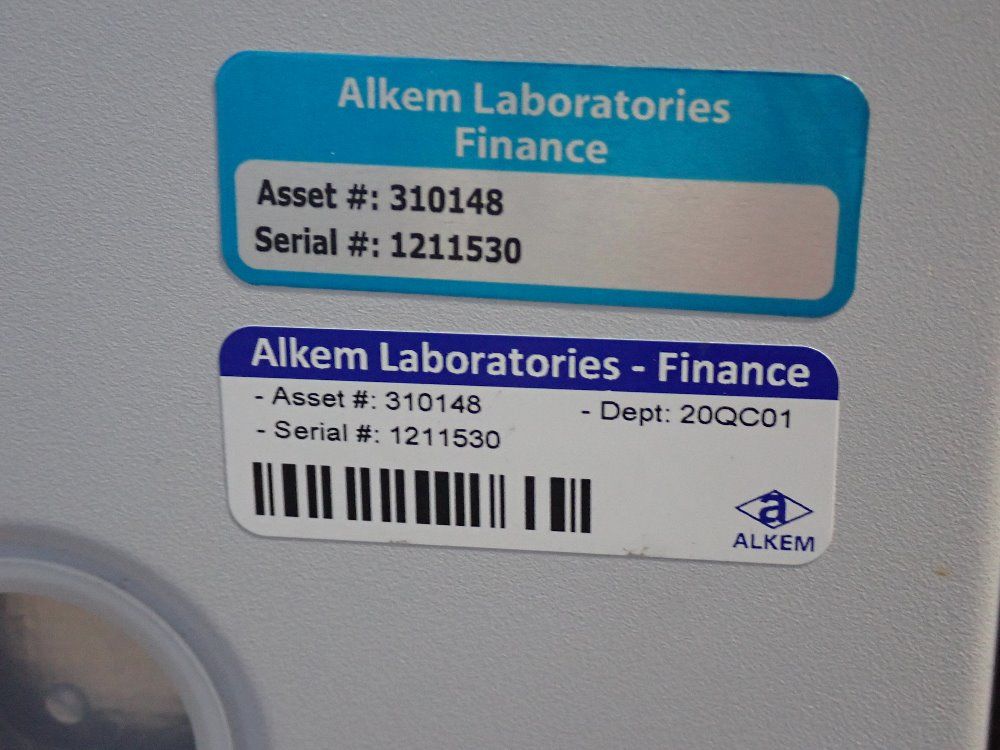 Alkem Laboratories
Finance
Asset #: 310148
Serial #: 1211530
Alkem Laboratories - Finance
- Asset #: 310148 - Dept: 20QC01
- Serial #: 1211530
a
ALKEM